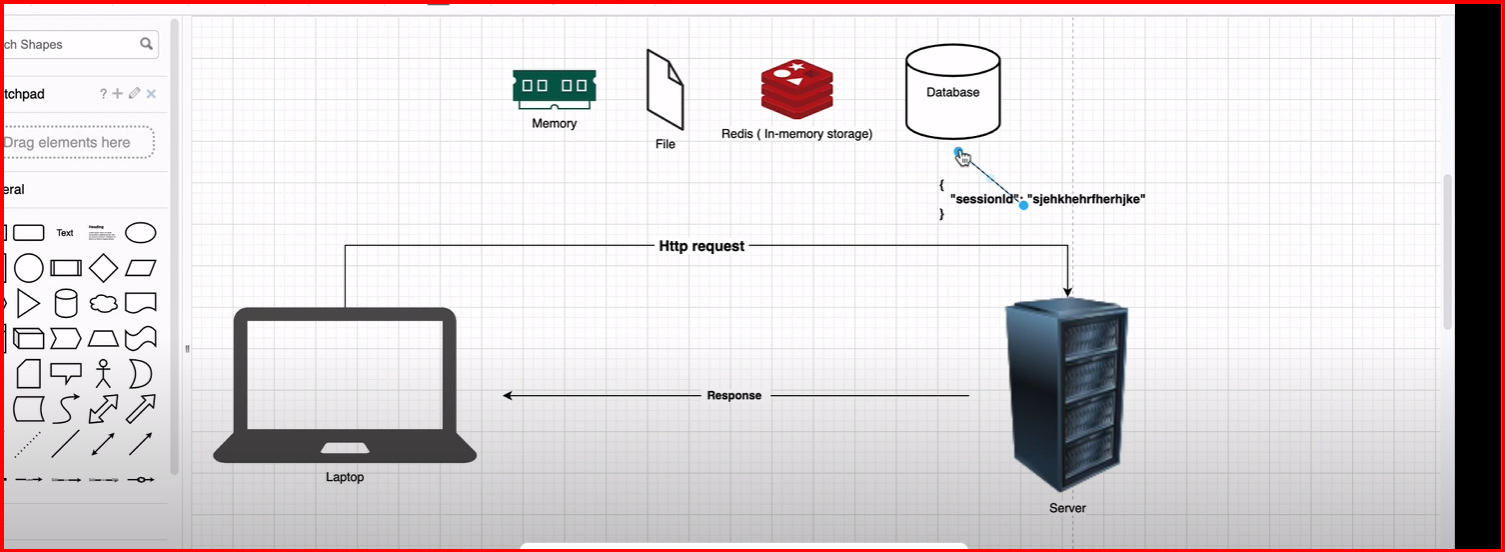 ch Shapes
tchpad
? + ×
Drag elements here
eral
Text
Heading
Memory
File
Redis ( In-memory storage)
Database
{
"sessionId": "sjehkhehrfherhjke"
}
Http request
Response
Laptop
Server